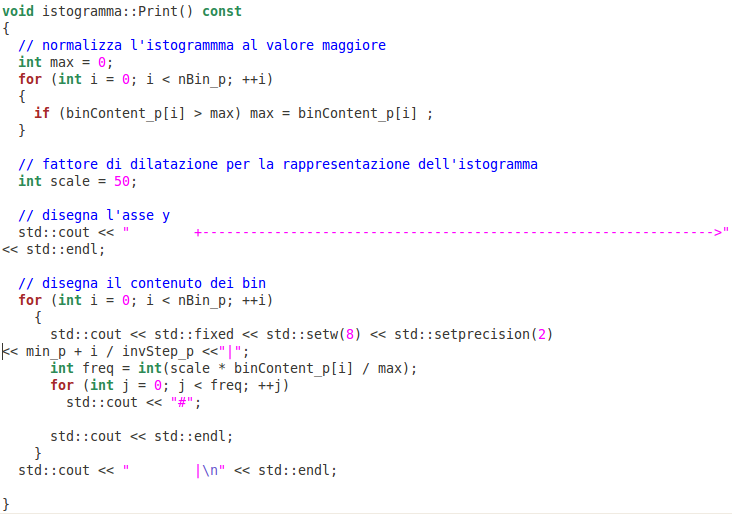 void istogramma::Print() const
{
  // normalizza l'istogrammma al valore maggiore
  int max = 0;
  for (int i = 0; i < nBin_p; ++i)
  {
    if (binContent_p[i] > max) max = binContent_p[i] ;
  }

  // fattore di dilatazione per la rappresentazione dell'istogramma
  int scale = 50;

  // disegna l'asse y
  std::cout << "        +---------------------------------------------------------------->"
<< std::endl;

  // disegna il contenuto dei bin
  for (int i = 0; i < nBin_p; ++i)
    {
      std::cout << std::fixed << std::setw(8) << std::setprecision(2)
<< min_p + i / invStep_p <<"|";
      int freq = int(scale * binContent_p[i] / max);
      for (int j = 0; j < freq; ++j)
        std::cout << "#";

      std::cout << std::endl;
    }
  std::cout << "        |\n" << std::endl;

}